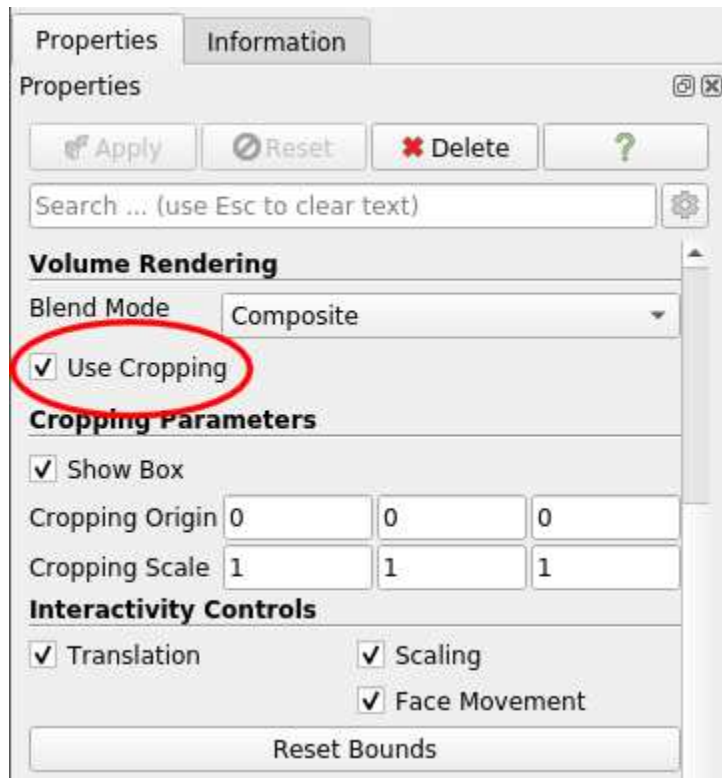 Properties Information
Properties
Apply Reset Delete ?
Search ... (use Esc to clear text)
Volume Rendering
Blend Mode Composite
Use Cropping
Cropping Parameters
Show Box
Cropping Origin 0 0 0
Cropping Scale 1 1 1
Interactivity Controls
Translation Scaling
Face Movement
Reset Bounds